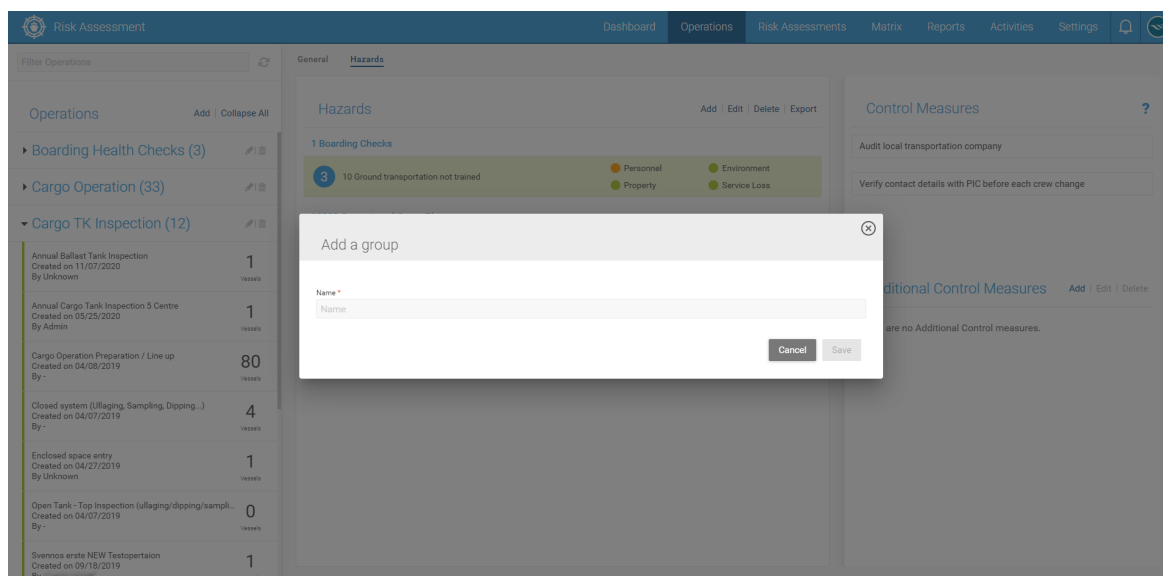 Risk Assessment
Dashboard
Operations
Risk Assessments
Matrix
Reports
Activities
Settings
Filter Operations
Operations
Add | Collapse All
Boarding Health Checks (3)
Cargo Operation (33)
Cargo TK Inspection (12)
Annual Ballast Tank Inspection
Created on 11/07/2020
By Unknown
1
Vessels
Annual Cargo Tank Inspection 5 Centre
Created on 05/25/2020
By Admin
1
Vessels
Cargo Operation Preparation / Line up
Created on 04/08/2019
By -
80
Vessels
Closed system (Ullaging, Sampling, Dipping...)
Created on 04/07/2019
By -
4
Vessels
Enclosed space entry
Created on 04/27/2019
By Unknown
1
Vessels
Open Tank - Top Inspection (ullaging/dipping/sampli...
Created on 04/07/2019
By -
0
Vessels
Svennos erste NEW Testopertaion
Created on 09/18/2019
1
General
Hazards
Hazards
Add | Edit | Delete | Export
1 Boarding Checks
3
10 Ground transportation not trained
Personnel
Environment
Property
Service Loss
Control Measures
?
Audit local transportation company
Verify contact details with PIC before each crew change
ditional Control Measures
Add | Edit | Delete
are no Additional Control measures.
Add a group
Name *
Name
Cancel
Save